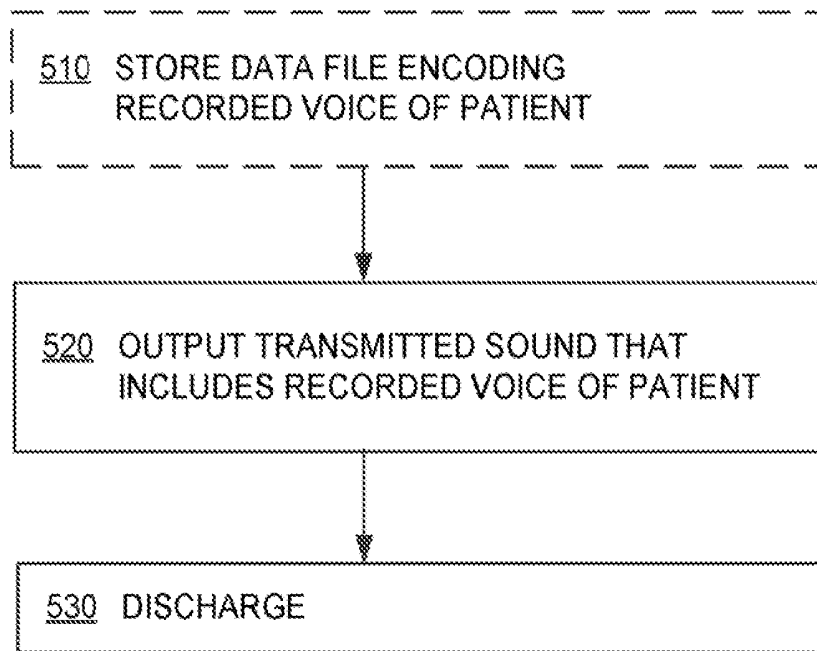 510 STORE DATA FILE ENCODING
RECORDED VOICE OF PATIENT
520 OUTPUT TRANSMITTED SOUND THAT
INCLUDES RECORDED VOICE OF PATIENT
530 DISCHARGE